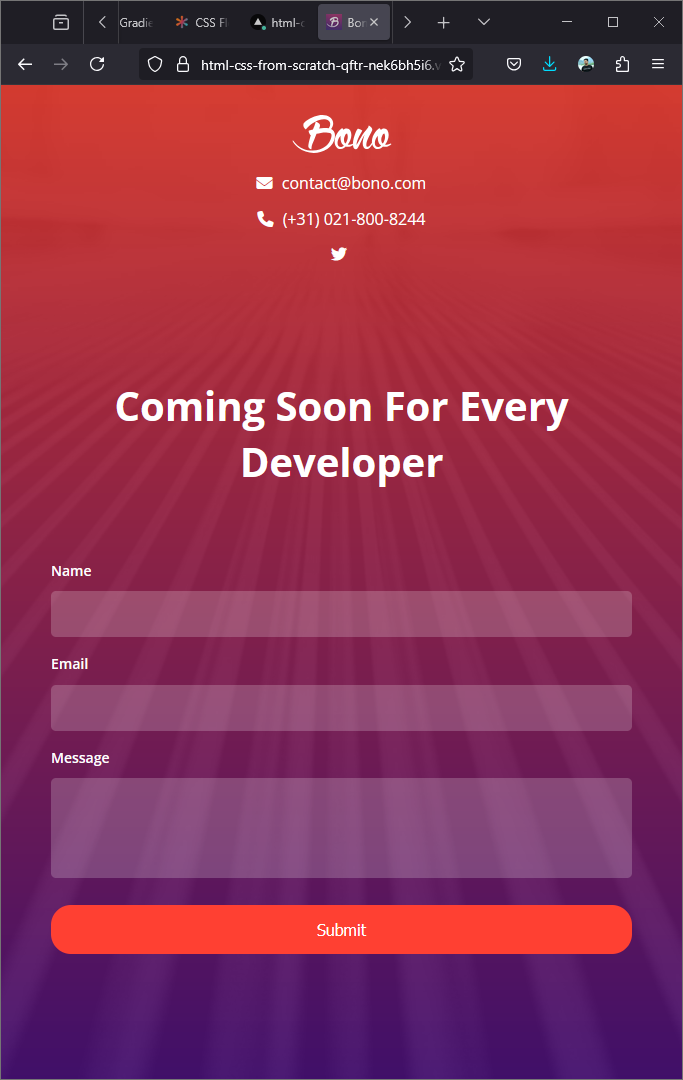 Gradie
CSS Fl
html-c
Bon
html-css-from-scratch-qftr-nek6bh5i6.v
Bono
contact@bono.com
(+31) 021-800-8244
Coming Soon For Every
Developer
Name
Email
Message
Submit